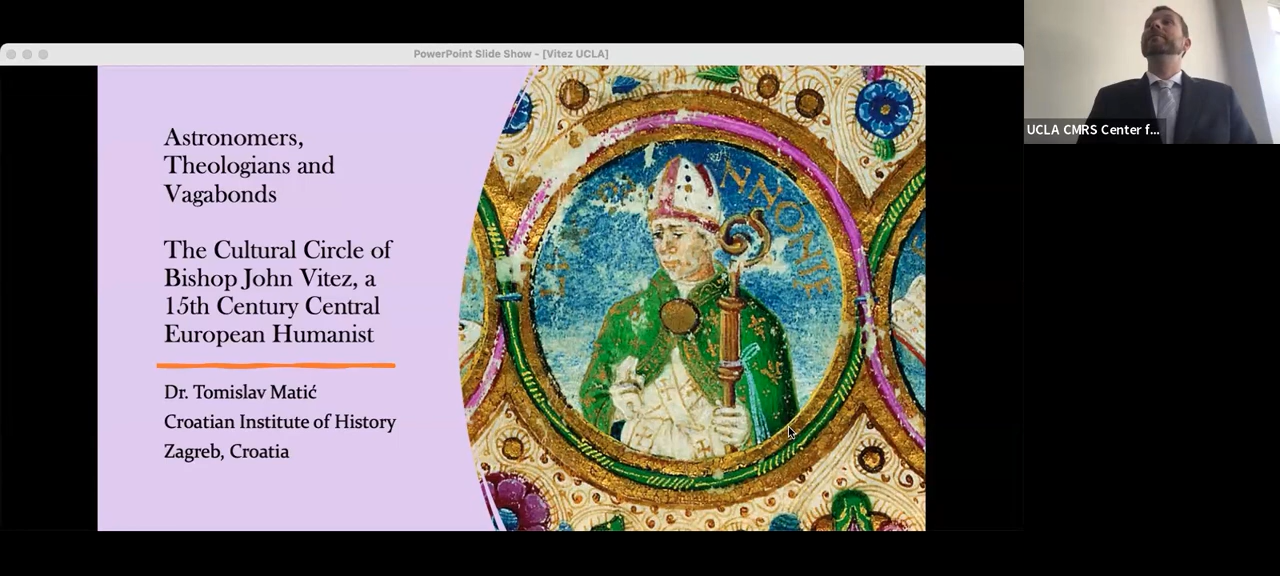 PowerPoint Slide Show - [Vitez UCLA]
Astronomers,
Theologians and
Vagabonds
The Cultural Circle of
Bishop John Vitez, a
15th Century Central
European Humanist
Dr. Tomislav Matić
Croatian Institute of History
Zagreb, Croatia
NNONIE
UCLA CMRS Center f...